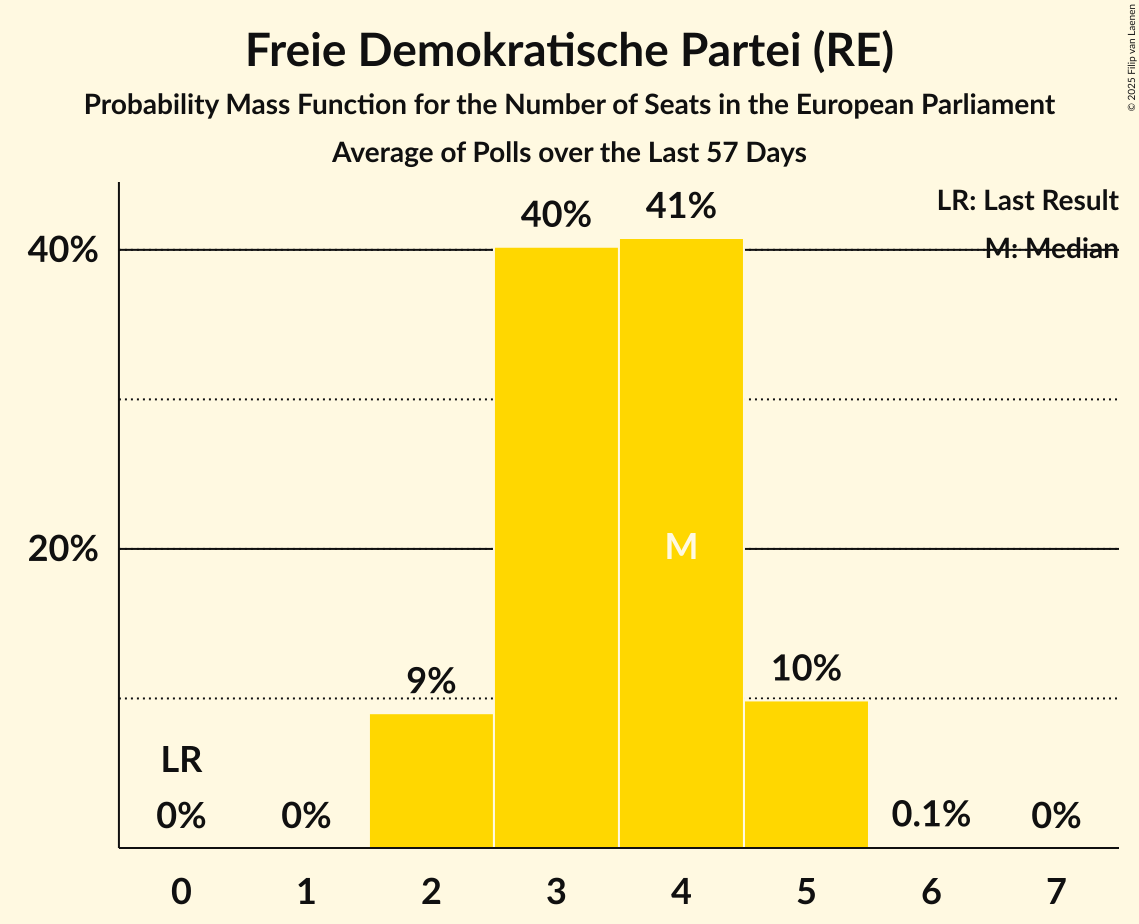 Freie Demokratische Partei (RE)
Probability Mass Function for the Number of Seats in the European Parliament
Average of Polls over the Last 57 Days
© 2025 Filip van Laenen
LR: Last Result
M: Median
40%
20%
40%
41%
M
9%
10%
LR
0%
0%
0.1%
0%
0 1 2 3 4 5 6 7